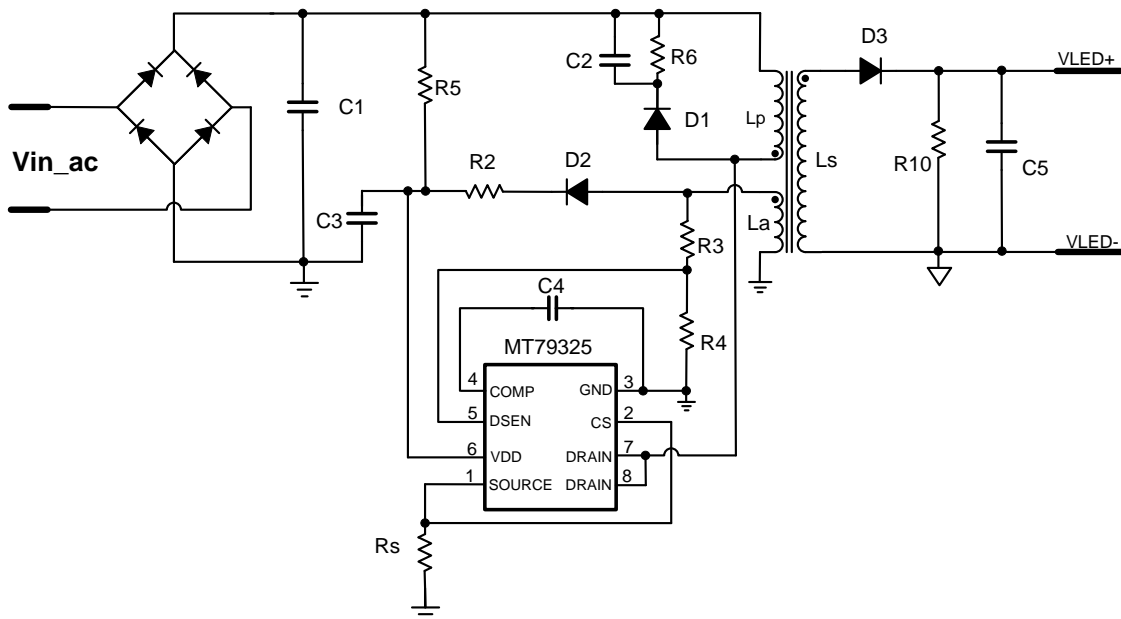 D3
VLED+
C2
R6
R5
C1
D1
Lp
Ls
R10
C5
Vin_ac
R2
D2
C3
La
R3
VLED-
C4
R4
MT79325
4
COMP
GND
3
5
DSEN
CS
2
6
VDD
DRAIN
7
1
SOURCE
DRAIN
8
Rs